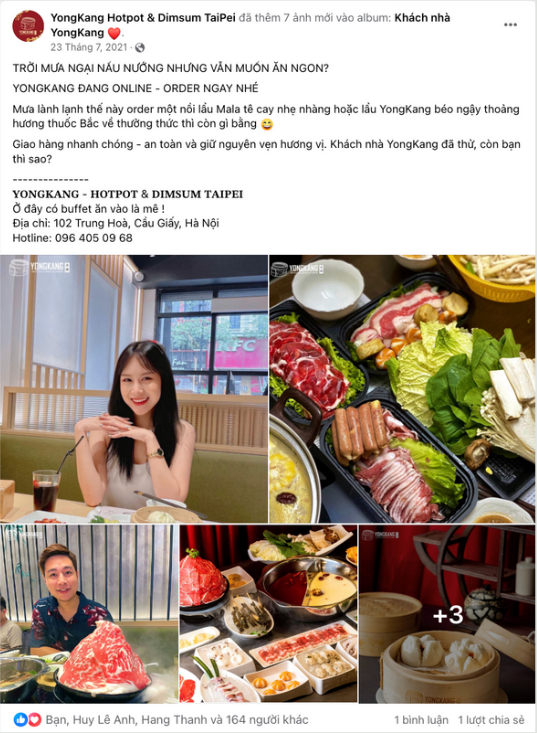 YongKang Hotpot & Dimsum TaiPei đã thêm 7 ảnh mới vào album: Khách nhà
YongKang ❤️.
23 Tháng 7, 2021 ·
TRỜI MƯA NGẠI NẤU NƯỚNG NHƯNG VẪN MUỐN ĂN NGON?
YONGKANG ĐANG ONLINE - ORDER NGAY NHÉ
Mưa lành lạnh thế này order một nồi lẩu Mala tê cay nhẹ nhàng hoặc lẩu YongKang béo ngậy thoảng
hương thuốc Bắc về thưởng thức thì còn gì bằng 😄
Giao hàng nhanh chóng - an toàn và giữ nguyên vẹn hương vị. Khách nhà YongKang đã thử, còn bạn
thì sao?
---------------
𝐘𝐎𝐍𝐆𝐊𝐀𝐍𝐆 - 𝐇𝐎𝐓𝐏𝐎𝐓 & 𝐃𝐈𝐌𝐒𝐔𝐌 𝐓𝐀𝐈𝐏𝐄𝐈
Ở đây có buffet ăn vào là mê !
Địa chỉ: 102 Trung Hoà, Cầu Giấy, Hà Nội
Hotline: 096 405 09 68
YONGKANG
YONGKANG
KFC
+3
Bạn, Huy Lê Anh, Hang Thanh và 164 người khác
1 bình luận 1 lượt chia sẻ